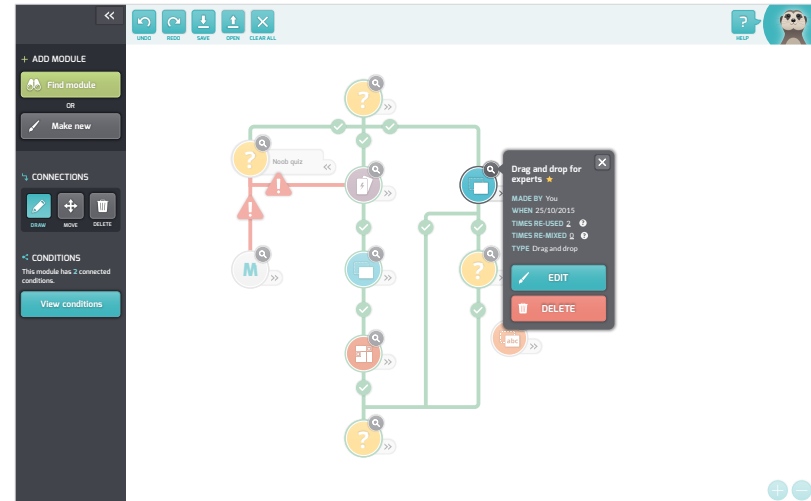 UNDO
REDO
SAVE
OPEN
CLEAR ALL
?
HELP
+ ADD MODULE
Find module
OR
Make new
CONNECTIONS
DRAW
MOVE
DELETE
CONDITIONS
This module has 2 connected
conditions.
View conditions
?
?
Noob quiz
M
?
abc
?
Drag and drop for
experts
MADE BY You
WHEN 25/10/2015
TIMES RE-USED 2 ?
TIMES RE-MIXED 0 ?
TYPE Drag and drop
EDIT
DELETE